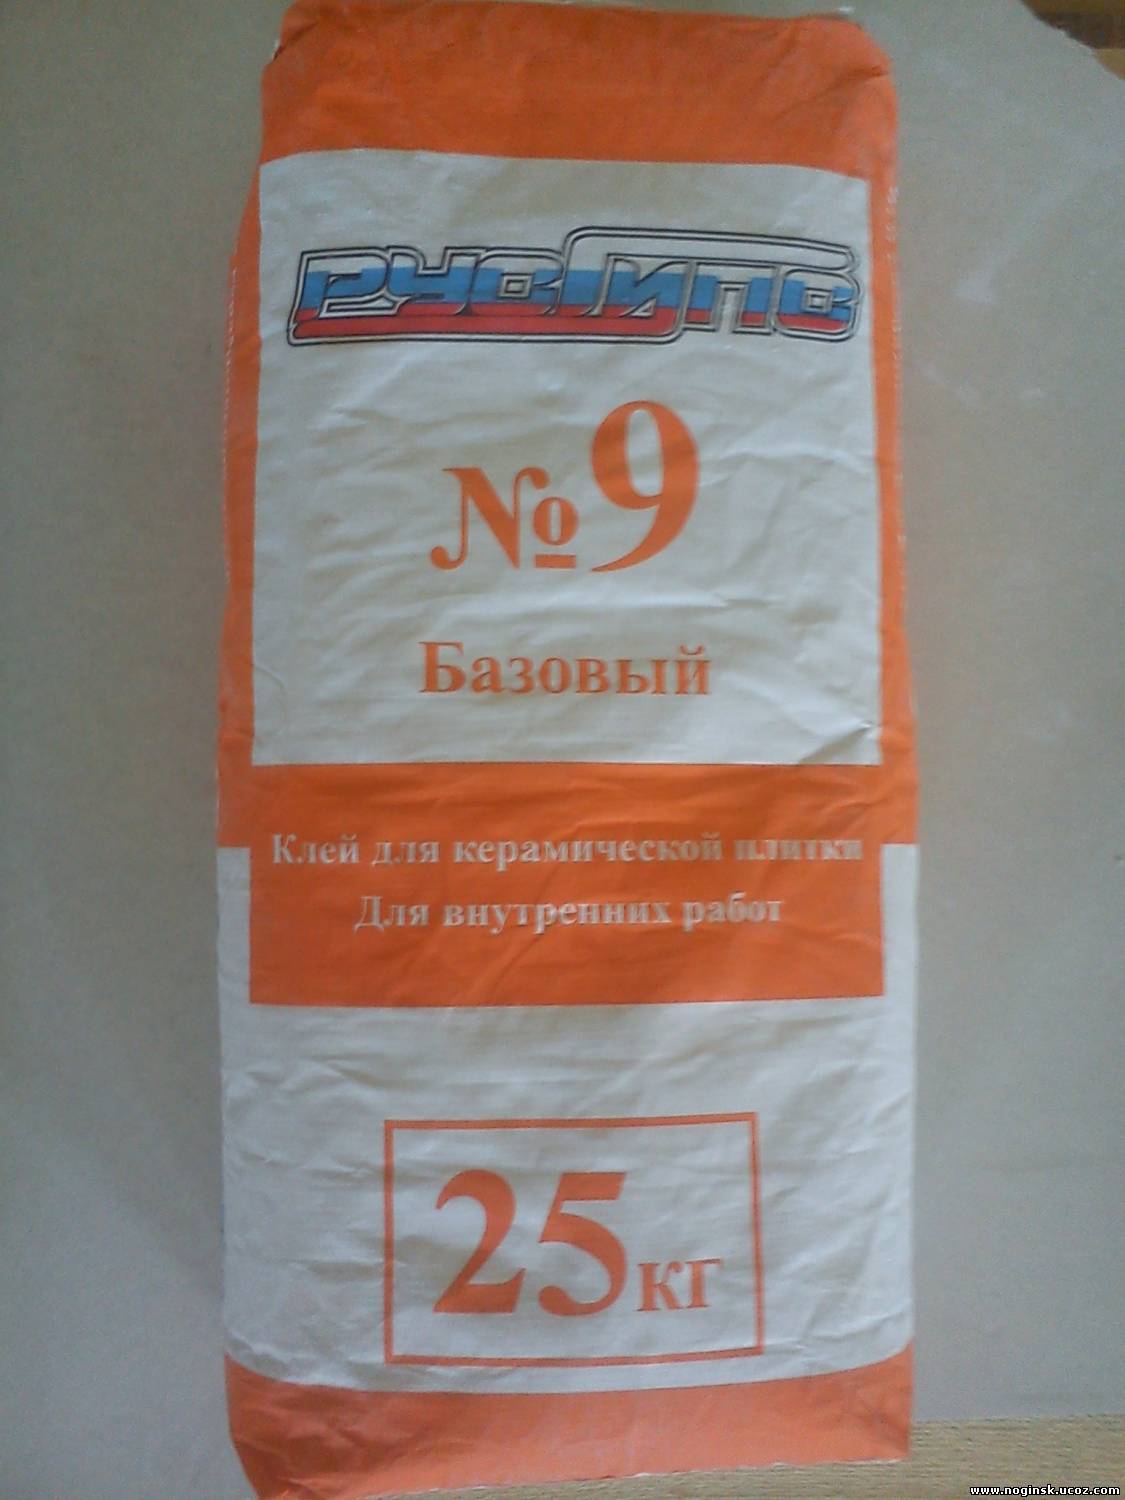 РУСГИПС
№9
Базовый
Клей для керамической плитки
Для внутренних работ
25кг
www.noginsk.ucoz.com